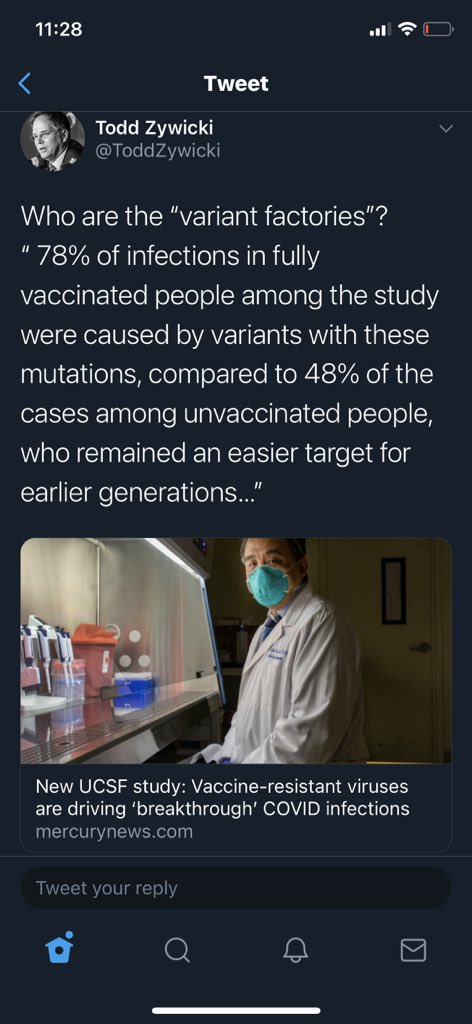 11:28
Tweet
Todd Zywicki
@ToddZywicki
Who are the “variant factories”?
“ 78% of infections in fully
vaccinated people among the study
were caused by variants with these
mutations, compared to 48% of the
cases among unvaccinated people,
who remained an easier target for
earlier generations...”
New UCSF study: Vaccine-resistant viruses
are driving ‘breakthrough’ COVID infections
mercurynews.com
Tweet your reply